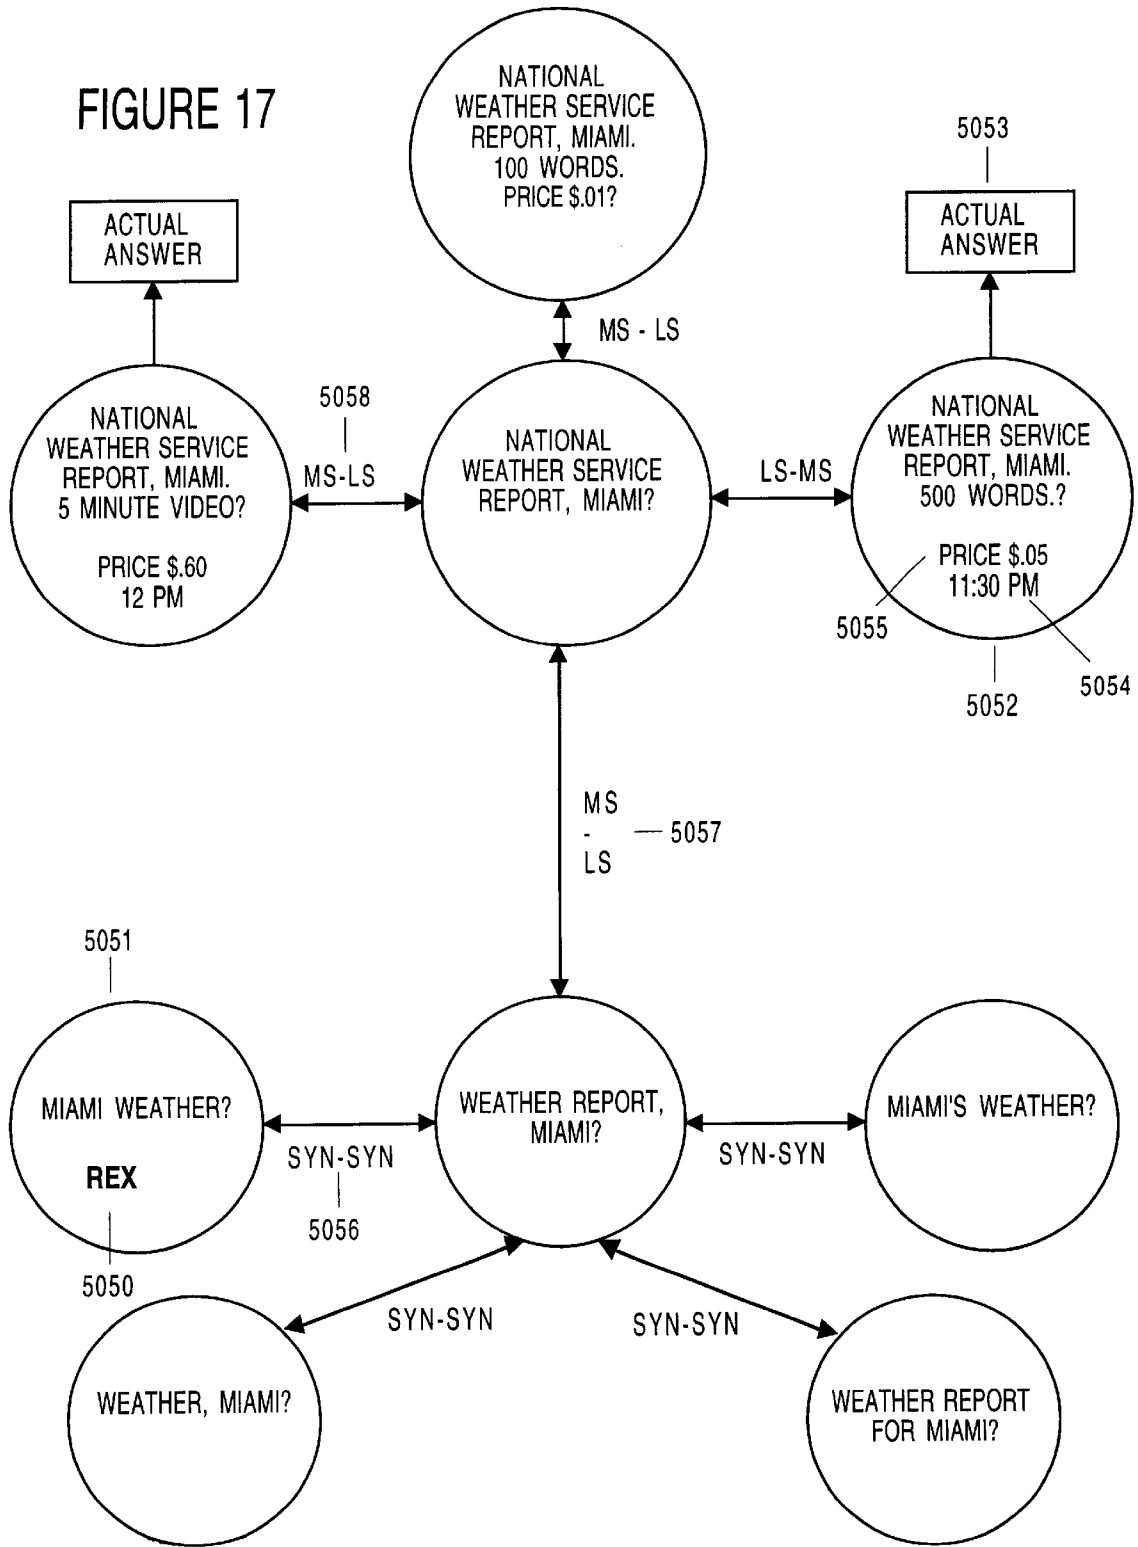 FIGURE 17
NATIONAL
WEATHER SERVICE
REPORT, MIAMI.
100 WORDS.
PRICE $.01?
5053
ACTUAL
ANSWER
ACTUAL
ANSWER
MS - LS
NATIONAL
WEATHER SERVICE
REPORT, MIAMI.
5 MINUTE VIDEO?
PRICE $.60
12 PM
5058
MS-LS
NATIONAL
WEATHER SERVICE
REPORT, MIAMI?
LS-MS
NATIONAL
WEATHER SERVICE
REPORT, MIAMI.
500 WORDS.?
PRICE $.05
11:30 PM
5055
5054
5052
MS
-
LS
5057
5051
MIAMI WEATHER?
REX
5050
SYN-SYN
5056
WEATHER REPORT,
MIAMI?
SYN-SYN
MIAMI'S WEATHER?
SYN-SYN
SYN-SYN
WEATHER, MIAMI?
WEATHER REPORT
FOR MIAMI?